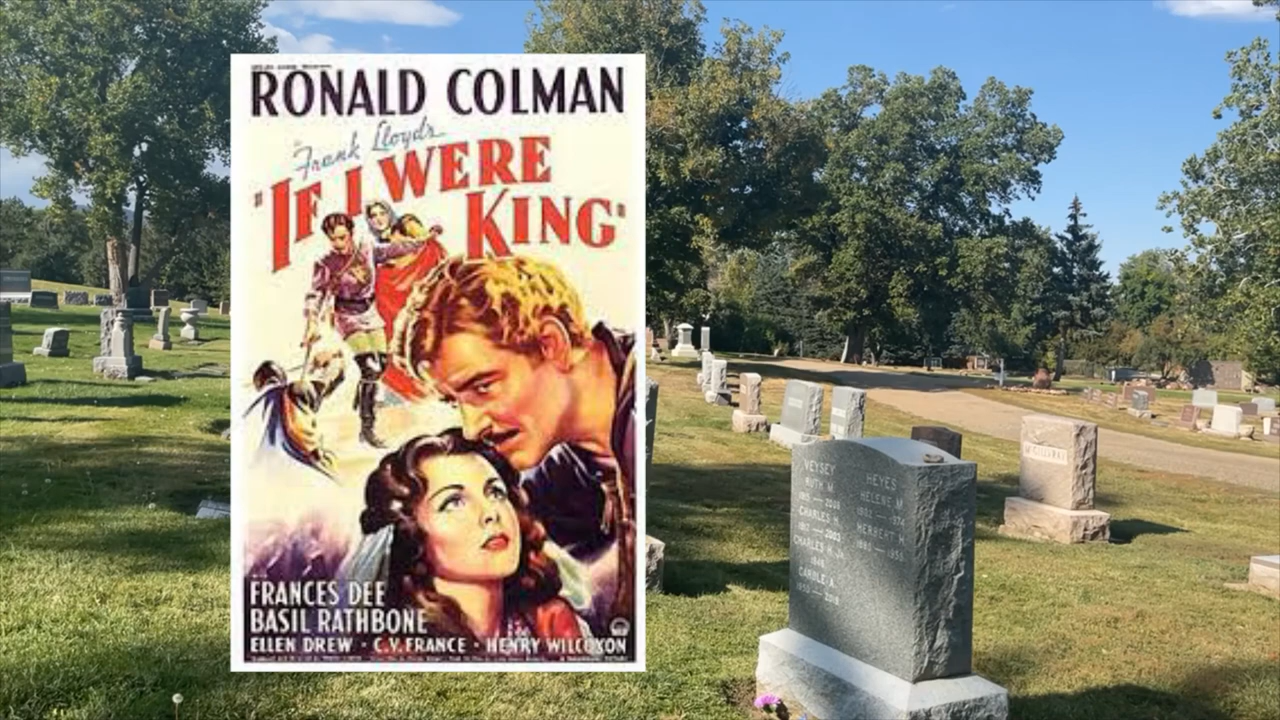 RONALD COLMAN
Frank Lloyd's
"IF I WERE
KING"
FRANCES DEE
BASIL RATHBONE
ELLEN DREW · C.V. FRANCE · HENRY WILCOXON
VEYSEY
RUTH M.
CHARLES H.
CHARLES H. JR.
CAROLE A.
HEYES
HELENE M.
HERBERT H.